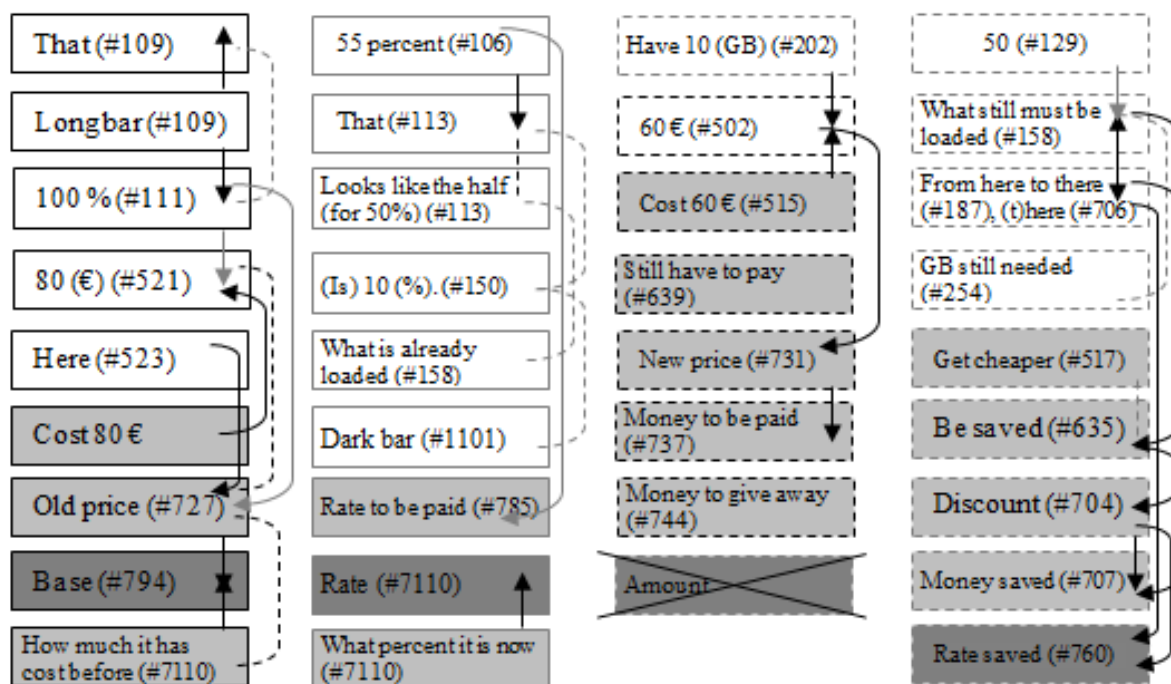 That (#109)
Longbar (#109)
100 % (#111)
80 (€) (#521)
Here (#523)
Cost 80 €
Old price (#727)
Base (#794)
How much it has
cost before (#7110)
55 percent (#106)
That (#113)
Looks like the half
(for 50%) (#113)
(Is) 10 (%). (#150)
What is already
loaded (#158)
Dark bar (#1101)
Rate to be paid (#785)
Rate (#7110)
What percent it is now
(#7110)
Have 10 (GB) (#202)
60 € (#502)
Cost 60 € (#515)
Still have to pay
(#639)
New price (#731)
Money to be paid
(#737)
Money to give away
(#744)
Amount
50 (#129)
What still must be
loaded (#158)
From here to there
(#187), (t)here (#706)
GB still needed
(#254)
Get cheaper (#517)
Be saved (#635)
Discount (#704)
Money saved (#707)
Rate saved (#760)